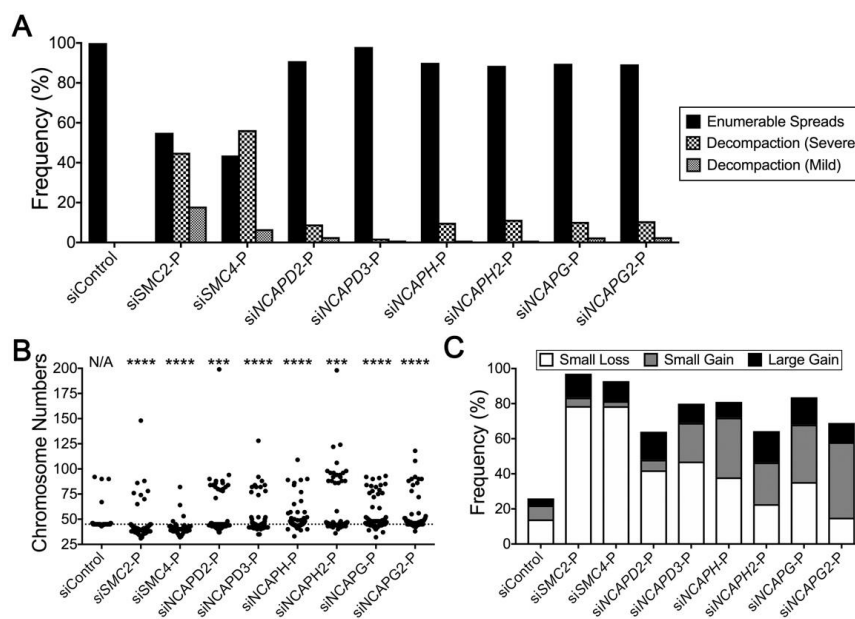 A
Frequency (%)
100
80
60
40
20
0
Enumerable Spreads
Decompaction (Severe
Decompaction (Mild)
siControl
siSMC2-P
siSMC4-P
siNCAPD2-P
siNCAPD3-P
siNCAPH-P
siNCAPH2-P
siNCAPG-P
siNCAPG2-P
B
N/A **** **** *** **** **** *** **** ****
Chromosome Numbers
200
175
150
125
100
75
50
25
siControl
siSMC2-P
siSMC4-P
siNCAPD2-P
siNCAPD3-P
siNCAPH-P
siNCAPH2-P
siNCAPG-P
siNCAPG2-P
C
Small Loss Small Gain Large Gain
Frequency (%)
100
80
60
40
20
0
siControl
siSMC2-P
siSMC4-P
siNCAPD2-P
siNCAPD3-P
siNCAPH-P
siNCAPH2-P
siNCAPG-P
siNCAPG2-P